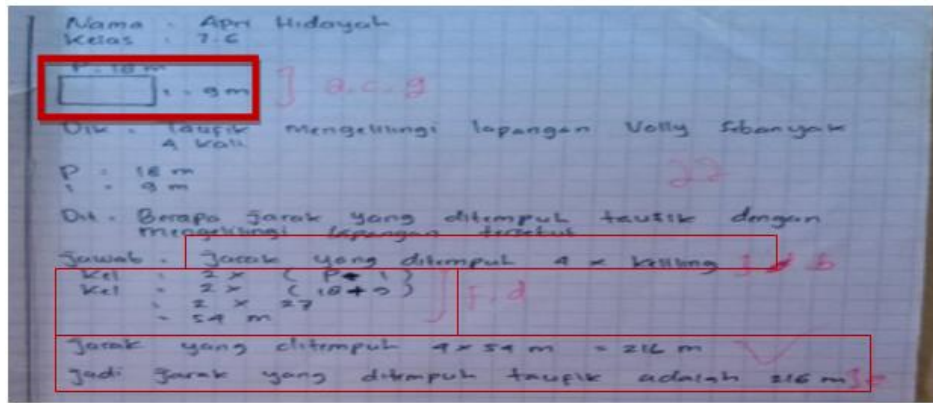 Nama : Apri Hidayah
Kelas : 7.C
P = 18 m
l = 9 m ] a.c.g
Dik : Taufik mengelilingi lapangan Volly sebanyak
4 kali
P = 18 m
l = 9 m
22
Dit : Berapa jarak yang ditempuh taufik dengan
mengelilingi lapangan tersebut
Jawab : Jarak yang ditempuh 4 x keliling ] b
Kel = 2 x ( P + l )
Kel = 2 x ( 18 + 9 ) ] f.d
= 2 x 27
= 54 m
Jarak yang ditempuh 4 x 54 m = 216 m
Jadi jarak yang ditempuh taufik adalah 216 m ] e